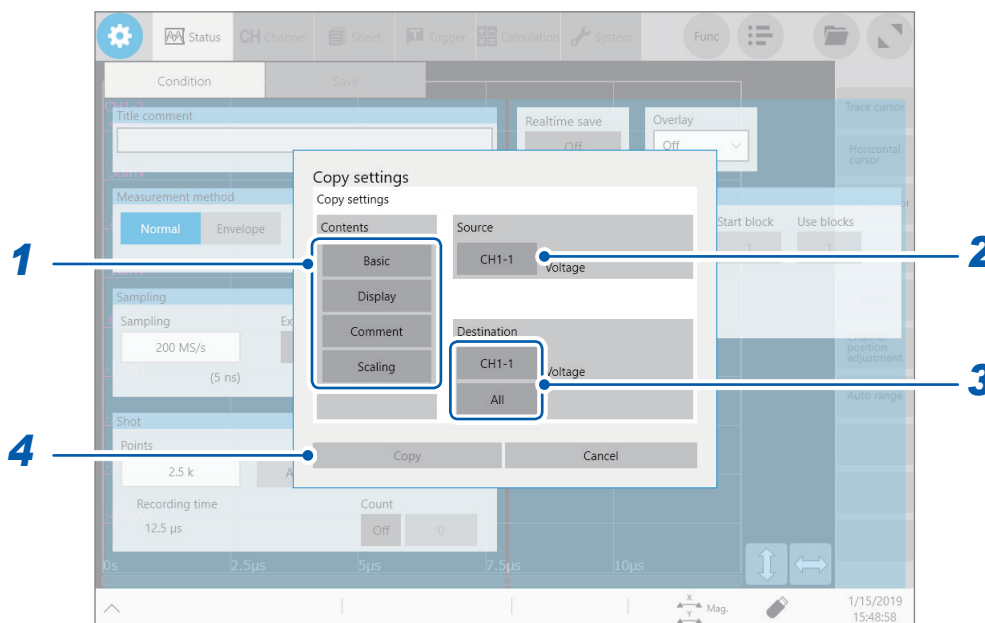 Status
CH Channel
Sheet
Trigger
Calculation
System
Func
Condition
Save
CH1-2
Trace cursor
Title comment
Realtime save
Overlay
Off
Off
Horizontal
cursor
Copy settings
Copy settings
Measurement method
Normal
Envelope
Contents
Source
Start block
Use blocks
1
1
1
Basic
CH1-1
Voltage
2
Display
Sampling
Sampling
Ex
Comment
Destination
200 MS/s
Scaling
CH1-1
Voltage
position
adjustment
(5 ns)
3
All
Auto range
Shot
Points
4
Copy
Cancel
2.5 k
A
Recording time
Count
12.5 µs
Off
0
0s
2.5µs
5µs
7.5µs
10µs
X
Y
Mag.
1/15/2019
15:48:58